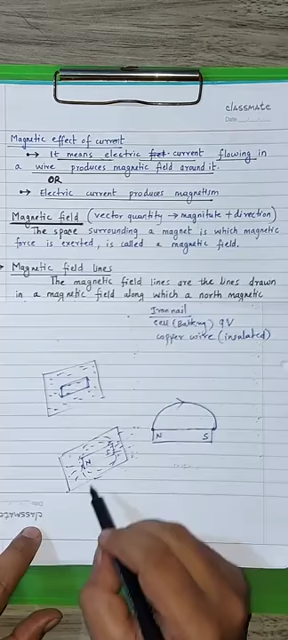 classmate
Date
Magnetic effect of current
↦ It means electric current flowing in
a wire produces magnetic field around it.
OR
↦ Electric current produces magnetism
Magnetic field (vector quantity → magnitute + direction)
The space surrounding a magnet is which magnetic
force is exerted, is called a magnetic field.
Magnetic field lines
The magnetic field lines are the lines drawn
in a magnetic field along which a north magnetic
Iron nail
cell (Battery) 9V
copper wire (insulated)
N S
N S
classmate